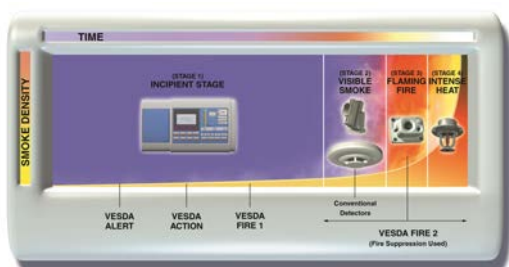 TIME
SMOKE DENSITY
(STAGE 1)
INCIPIENT STAGE
(STAGE 2)
VISIBLE
SMOKE
(STAGE 3)
FLAMING
FIRE
(STAGE 4)
INTENSE
HEAT
VESDA
ALERT
VESDA
ACTION
VESDA
FIRE 1
Conventional
Detectors
VESDA FIRE 2
(Fire Suppression Used)